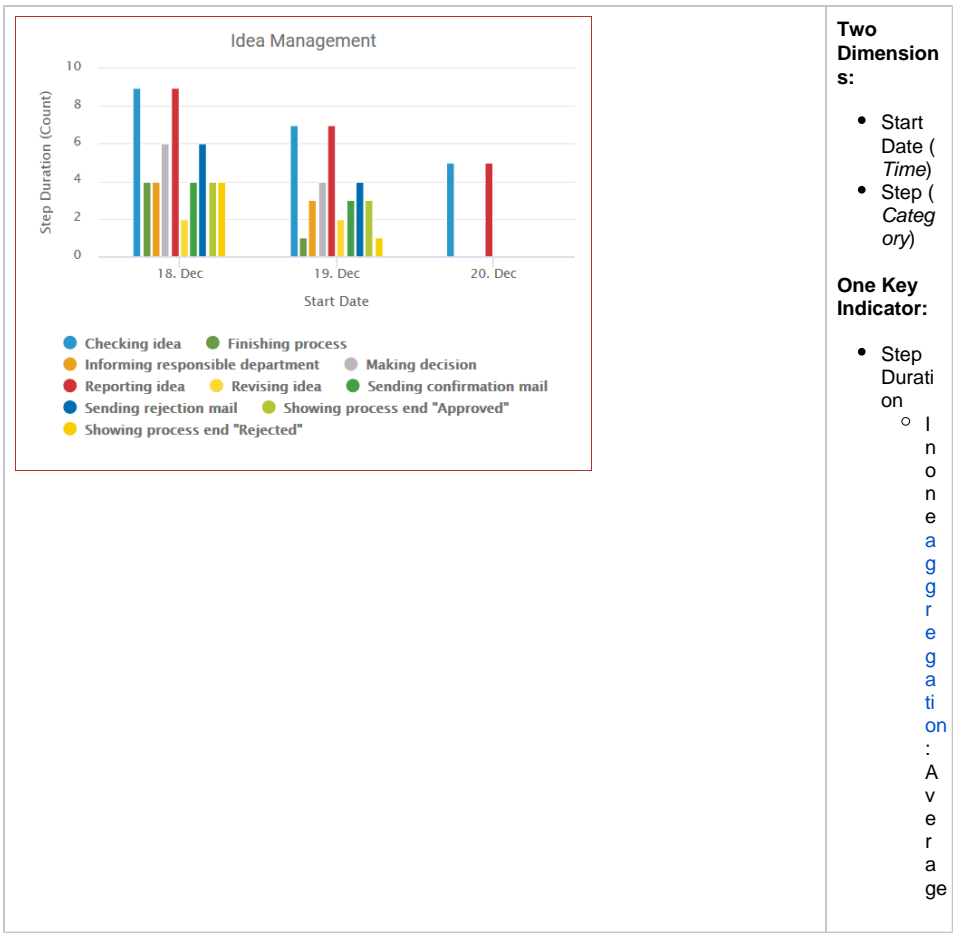 Idea Management
10
8
6
4
2
0
Step Duration (Count)
18. Dec 19. Dec 20. Dec
Start Date
Checking idea Finishing process
Informing responsible department Making decision
Reporting idea Revising idea Sending confirmation mail
Sending rejection mail Showing process end "Approved"
Showing process end "Rejected"
Two
Dimension
s:
Start
Date (
Time)
Step (
Categ
ory)
One Key
Indicator:
Step
Durati
on
I
n
o
n
e
a
g
g
r
e
g
a
ti
on
:
A
v
e
r
a
ge